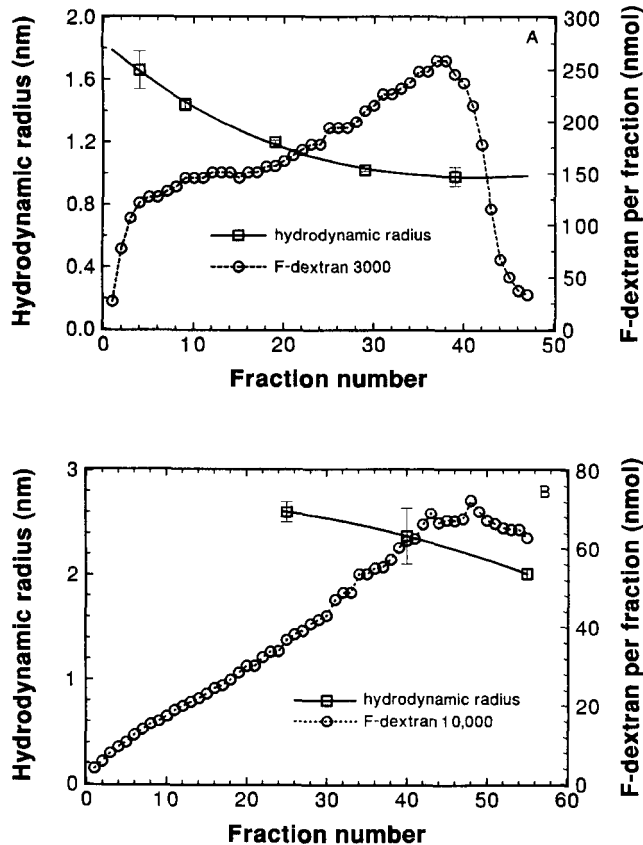 A
Hydrodynamic radius (nm)
2.0
1.6
1.2
0.8
0.4
0.0
300
250
200
150
100
50
0
F-dextran per fraction (nmol)
hydrodynamic radius
F-dextran 3000
0 10 20 30 40 50
Fraction number
B
Hydrodynamic radius (nm)
3
2
1
0
80
60
40
20
0
F-dextran per fraction (nmol)
hydrodynamic radius
F-dextran 10,000
0 10 20 30 40 50 60
Fraction number